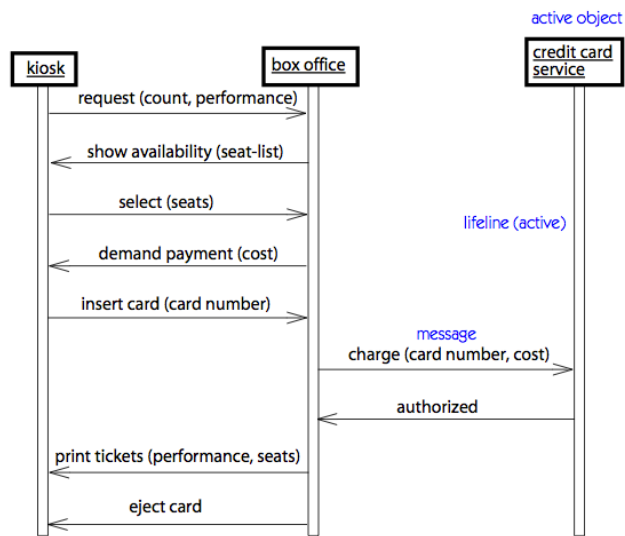 active object
kiosk
box office
credit card
service
request (count, performance)
show availability (seat-list)
select (seats)
lifeline (active)
demand payment (cost)
insert card (card number)
message
charge (card number, cost)
authorized
print tickets (performance, seats)
eject card